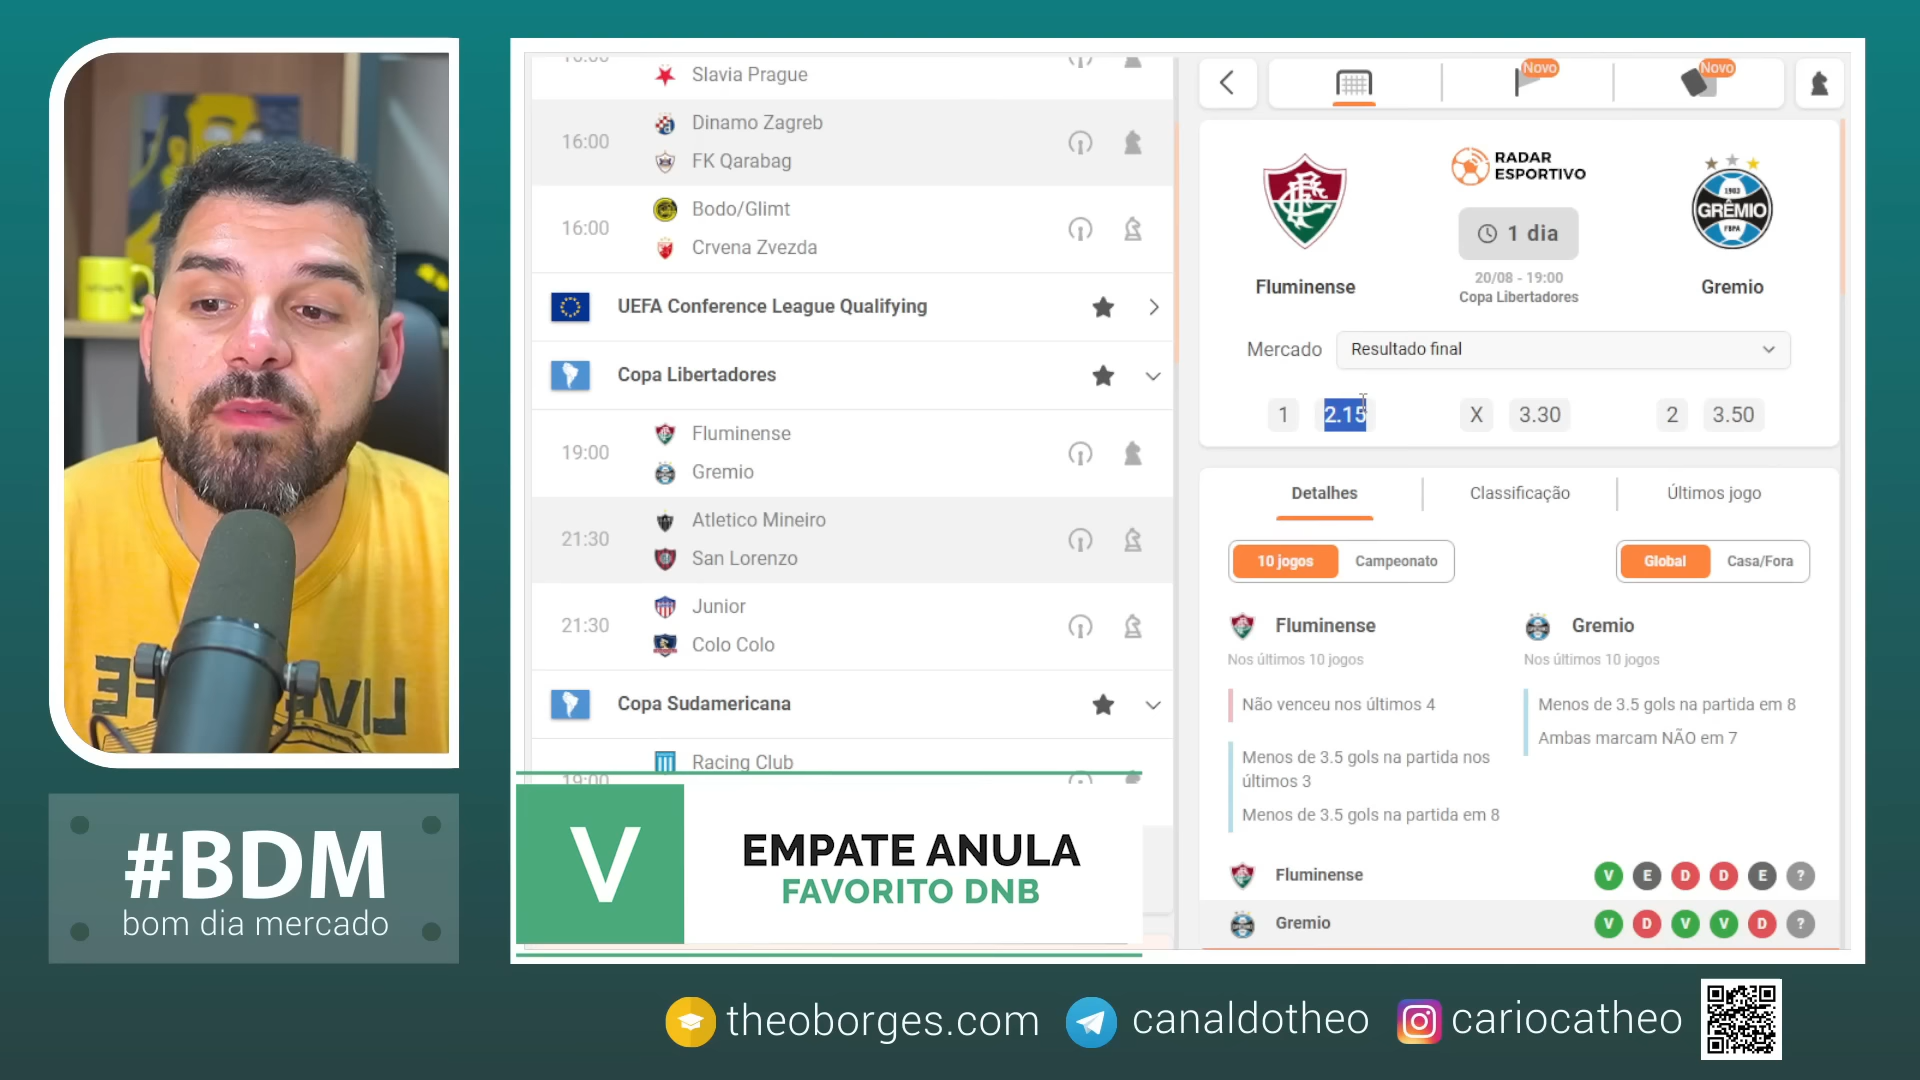 Slavia Prague
16:00
Dinamo Zagreb
FK Qarabag
16:00
Bodo/Glimt
Crvena Zvezda
UEFA Conference League Qualifying
Copa Libertadores
19:00
Fluminense
Gremio
21:30
Atletico Mineiro
San Lorenzo
21:30
Junior
Colo Colo
Copa Sudamericana
19:00
Racing Club
Novo
Novo
RADAR
ESPORTIVO
1903
GRÊMIO
FBPA
1 dia
20/08 - 19:00
Copa Libertadores
Fluminense
Gremio
Mercado
Resultado final
1 2.15 X 3.30 2 3.50
Detalhes
Classificação
Últimos jogo
10 jogos
Campeonato
Global
Casa/Fora
Fluminense
Nos últimos 10 jogos
Não venceu nos últimos 4
Menos de 3.5 gols na partida nos
últimos 3
Menos de 3.5 gols na partida em 8
Gremio
Nos últimos 10 jogos
Menos de 3.5 gols na partida em 8
Ambas marcam NÃO em 7
Fluminense V E D D E ?
Gremio V D V V D ?
V
EMPATE ANULA
FAVORITO DNB
#BDM
bom dia mercado
theoborges.com
canaldotheo
cariocatheo